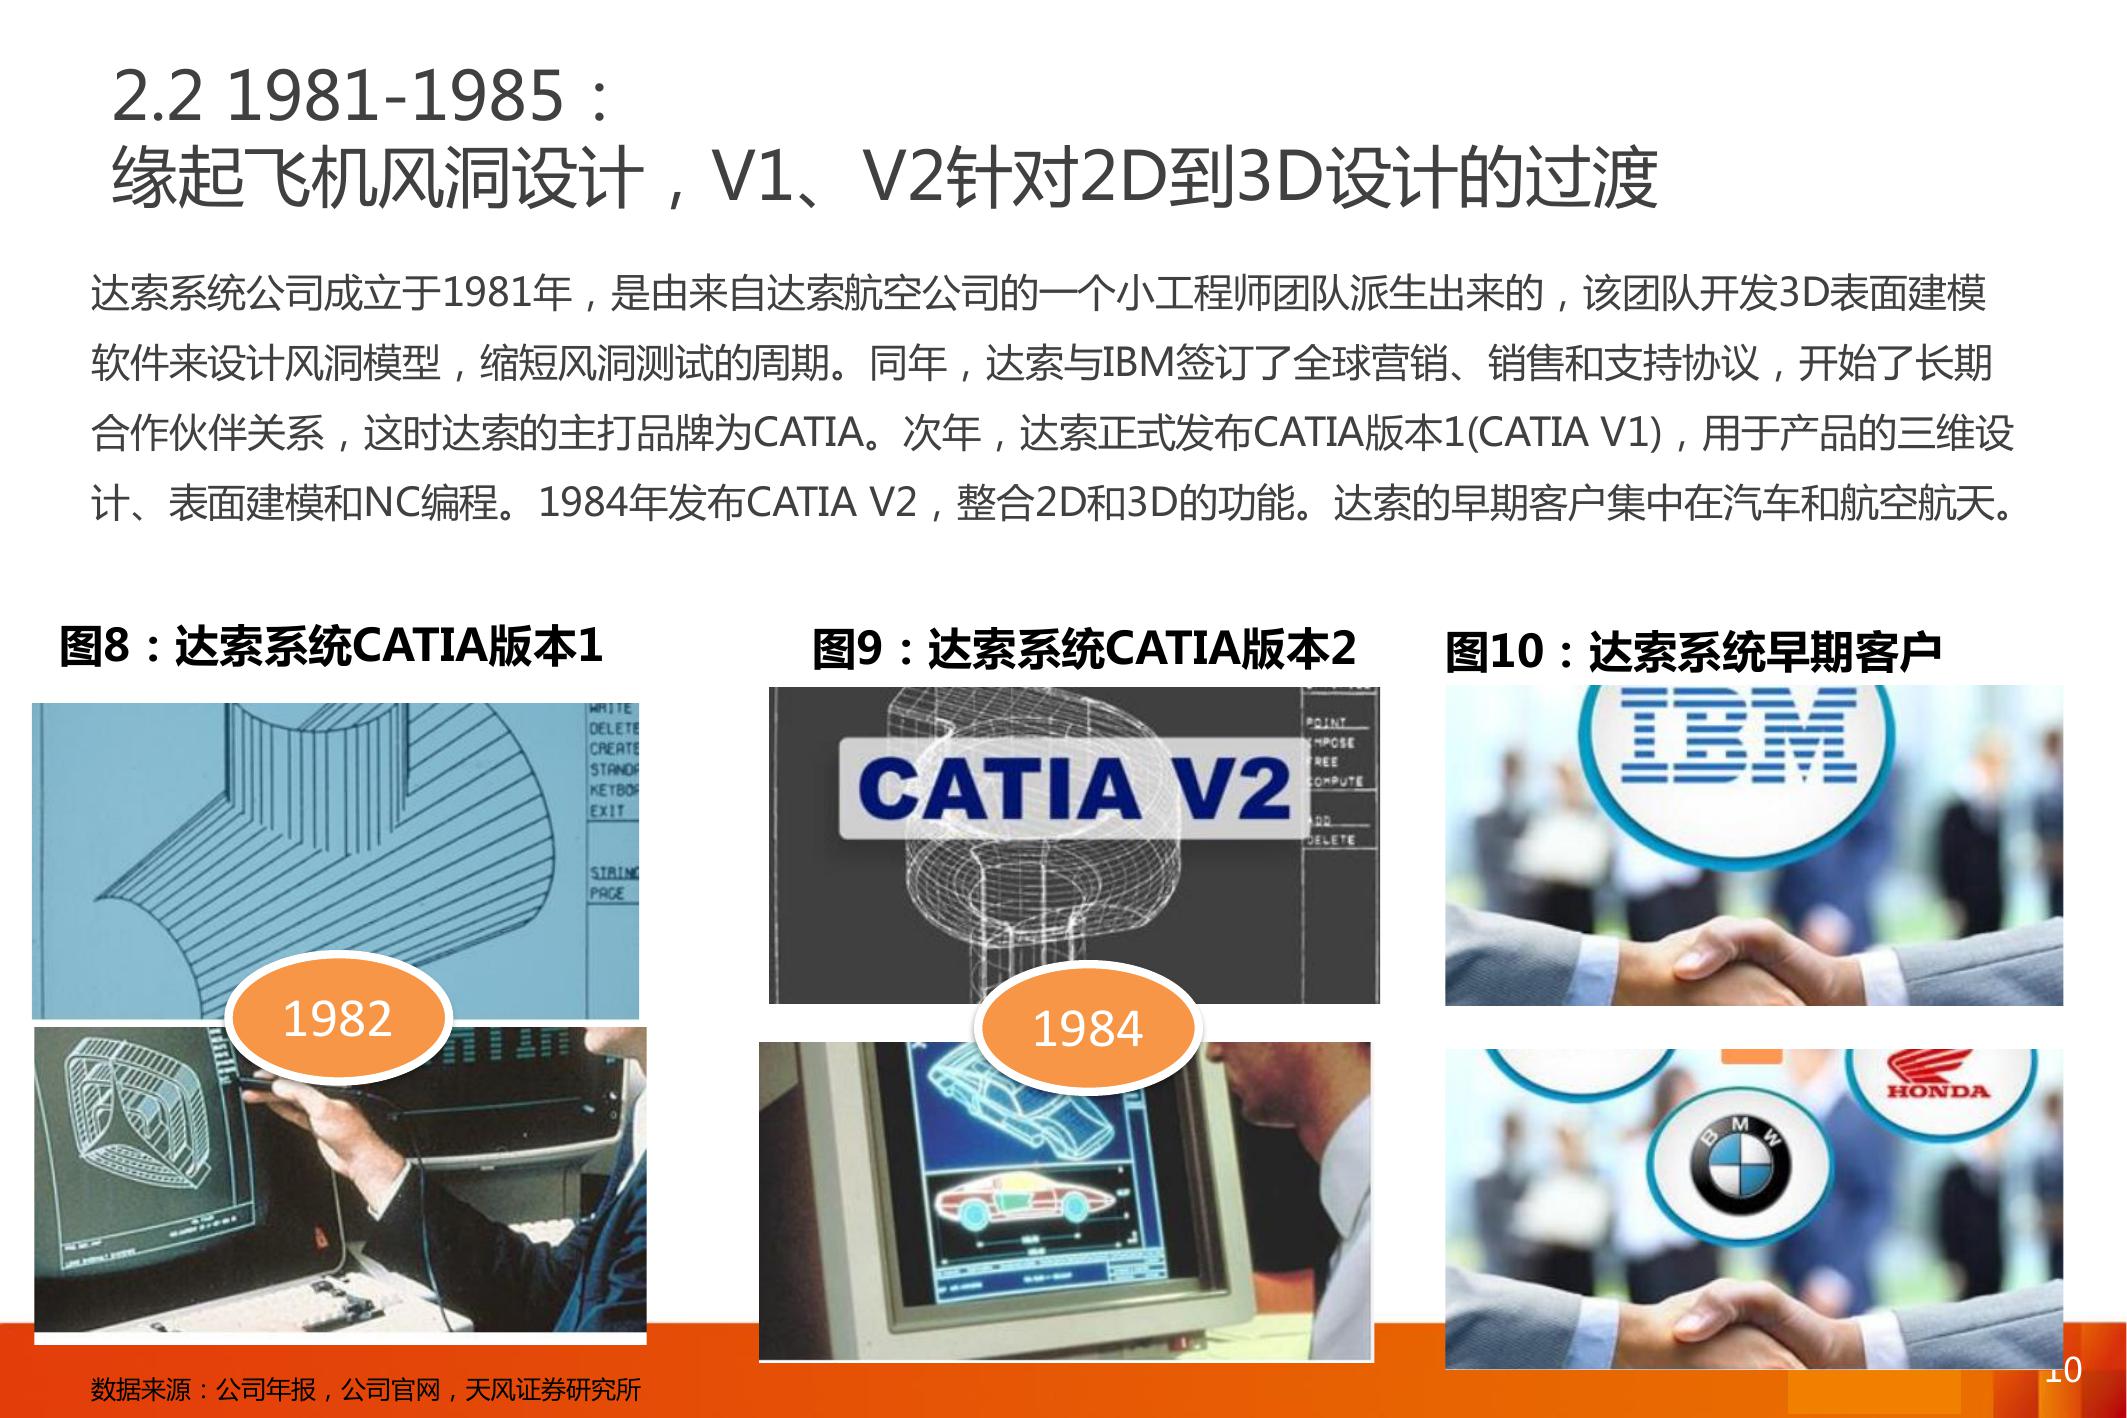 2.2 1981-1985：
缘起飞机风洞设计，V1、V2针对2D到3D设计的过渡
达索系统公司成立于1981年，是由来自达索航空公司的一个小工程师团队派生出来的，该团队开发3D表面建模
软件来设计风洞模型，缩短风洞测试的周期。同年，达索与IBM签订了全球营销、销售和支持协议，开始了长期
合作伙伴关系，这时达索的主打品牌为CATIA。次年，达索正式发布CATIA版本1(CATIA V1)，用于产品的三维设
计、表面建模和NC编程。1984年发布CATIA V2，整合2D和3D的功能。达索的早期客户集中在汽车和航空航天。
图8：达索系统CATIA版本1
图9：达索系统CATIA版本2
图10：达索系统早期客户
WRITE
DELETE
CREATE
EXIT
PAGE
1982
POINT
COMPUTE
DELETE
CATIA V2
1984
IBM
HONDA
BMW
数据来源：公司年报，公司官网，天风证券研究所
10